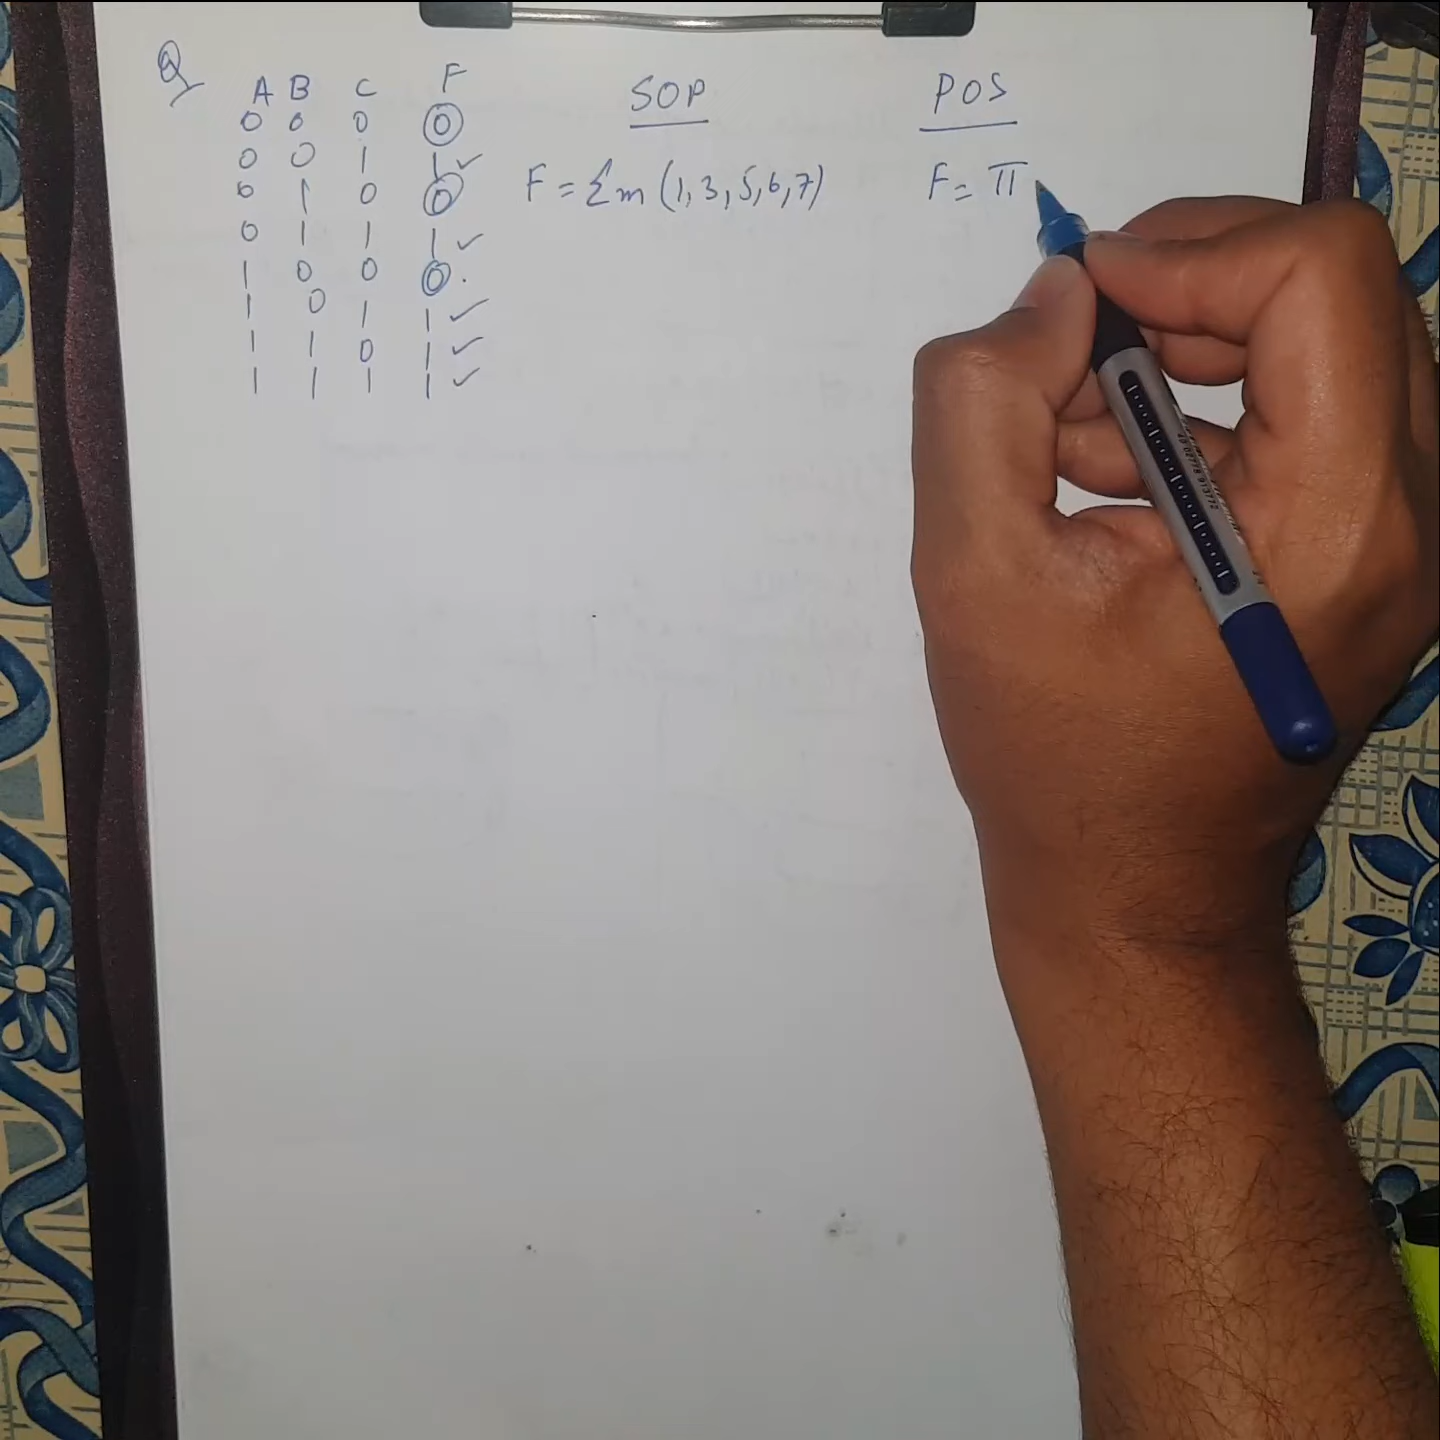 Q
A B C F SOP POS
0 0 0 0
0 0 1 1 ✓ F = Σm (1, 3, 5, 6, 7) F = π
0 1 0 0
0 1 1 1 ✓
1 0 0 0 .
1 0 1 1 ✓
1 1 0 1 ✓
1 1 1 1 ✓